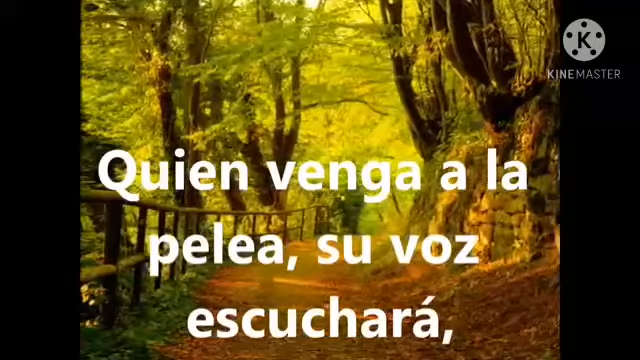 KINEMASTER
Quien venga a la
pelea, su voz
escuchará,